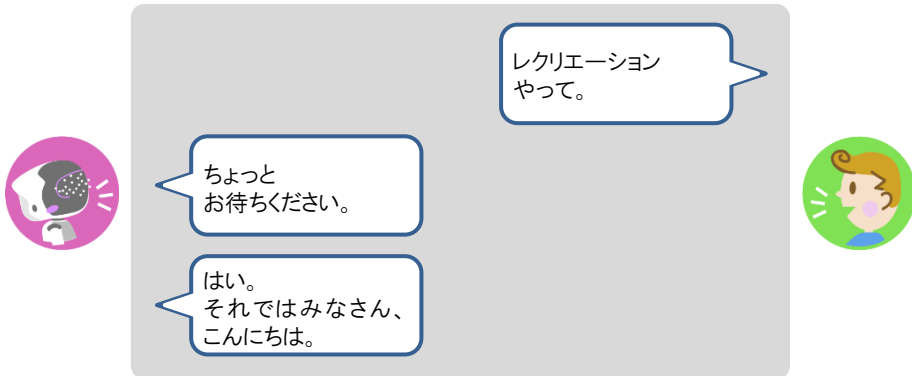 レクリエーション
やって。
ちょっと
お待ちください。
はい。
それではみなさん、
こんにちは。